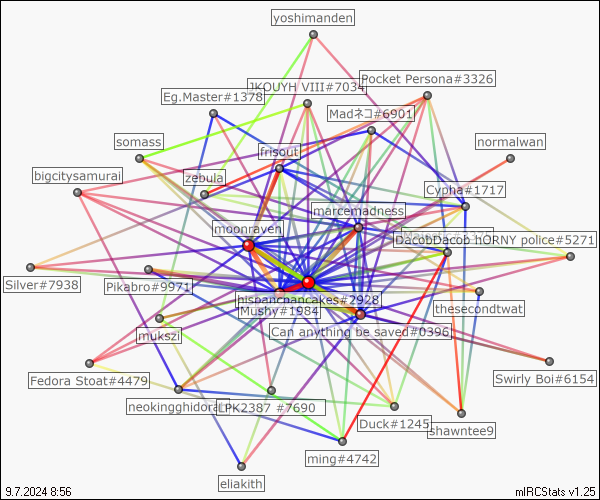 yoshimanden
Pocket Persona#3326
JKOUYH VIII#7034
Eg.Master#1378
Madネコ#6901
somass
normalwan
frisout
bigcitysamurai
zebula
Cypha#1717
marcemadness
moonraven
DacobDacob
HORNY police#5271
Silver#7938
Pikabro#9971
hispanchancakes#2928
Mushy#1984
thesecondtwat
mukszi
Can anything be saved#0396
Fedora Stoat#4479
Swirly Boi#6154
neokingghidorah
LPK2387 #7690
Duck#1245
shawntee9
ming#4742
eliakith
9.7.2024 8:56
mIRCStats v1.25